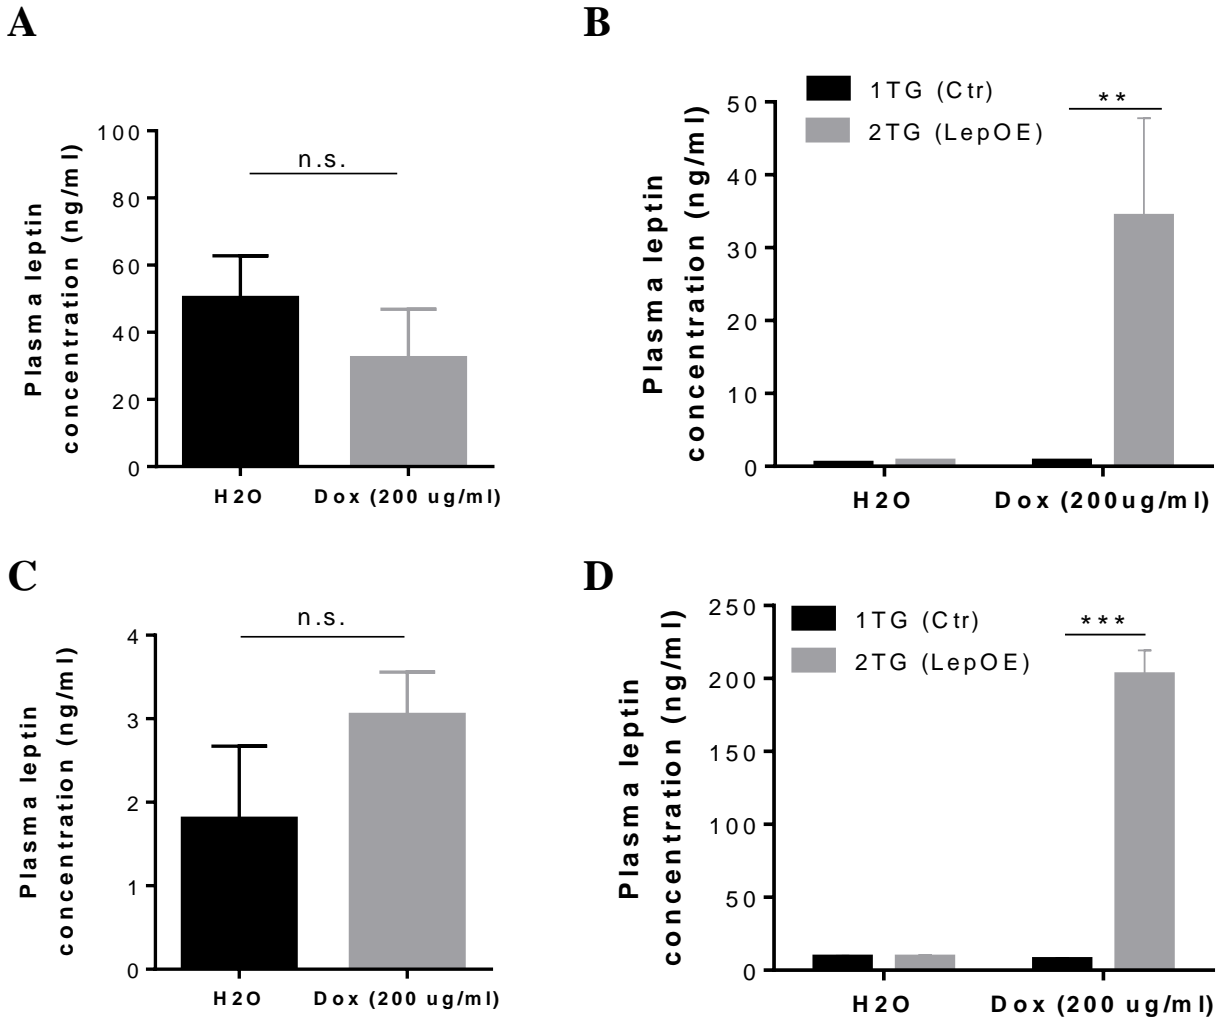 A
Plasma leptin
concentration (ng/ml)
100
80
60
40
20
0
n.s.
H2O
Dox (200 ug/ml)
B
1TG (Ctr)
2TG (LepOE)
**
Plasma leptin
concentration (ng/ml)
50
40
30
20
10
0
H2O
Dox (200ug/ml)
C
Plasma leptin
concentration (ng/ml)
4
3
2
1
0
n.s.
H2O
Dox (200 ug/ml)
D
1TG (Ctr)
2TG (LepOE)
***
Plasma leptin
concentration (ng/ml)
250
200
150
100
50
0
H2O
Dox (200 ug/ml)